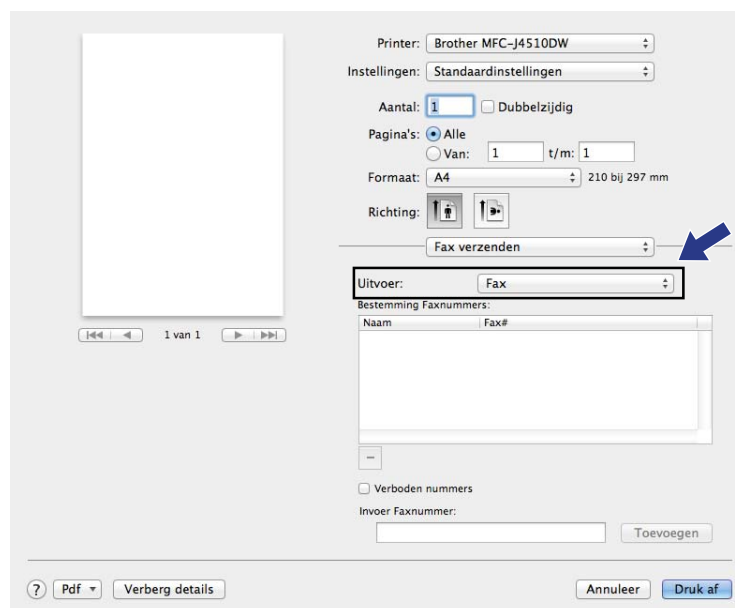 Printer: Brother MFC-J4510DW
Instellingen: Standaardinstellingen
Aantal: 1 Dubbelzijdig
Pagina's: Alle
Van: 1 t/m: 1
Formaat: A4 210 bij 297 mm
Richting:
Fax verzenden
Uitvoer: Fax
Bestemming Faxnummers:
Naam Fax#
1 van 1
Verboden nummers
Invoer Faxnummer:
Toevoegen
? Pdf Verberg details Annuleer Druk af